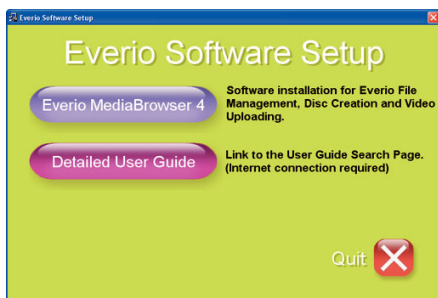 Everio Software Setup
Everio Software Setup
Everio MediaBrowser 4
Software installation for Everio File
Management, Disc Creation and Video
Uploading.
Detailed User Guide
Link to the User Guide Search Page.
(Internet connection required)
Quit